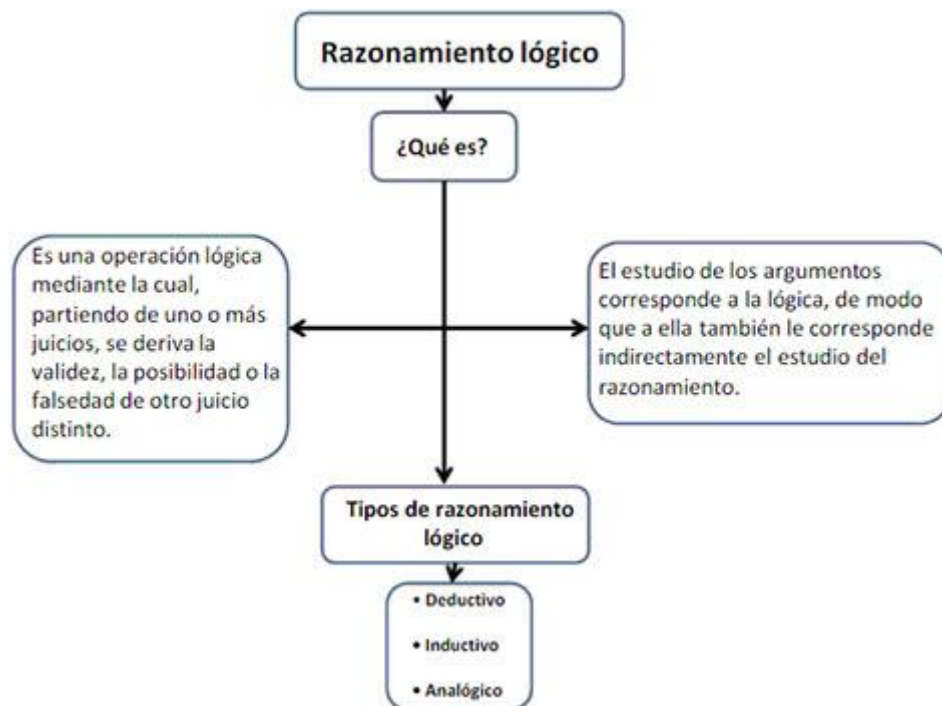 Razonamiento lógico
¿Qué es?
Es una operación lógica
mediante la cual,
partiendo de uno o más
juicios, se deriva la
validez, la posibilidad o la
falsedad de otro juicio
distinto.
El estudio de los argumentos
corresponde a la lógica, de modo
que a ella también le corresponde
indirectamente el estudio del
razonamiento.
Tipos de razonamiento
lógico
• Deductivo
• Inductivo
• Analógico